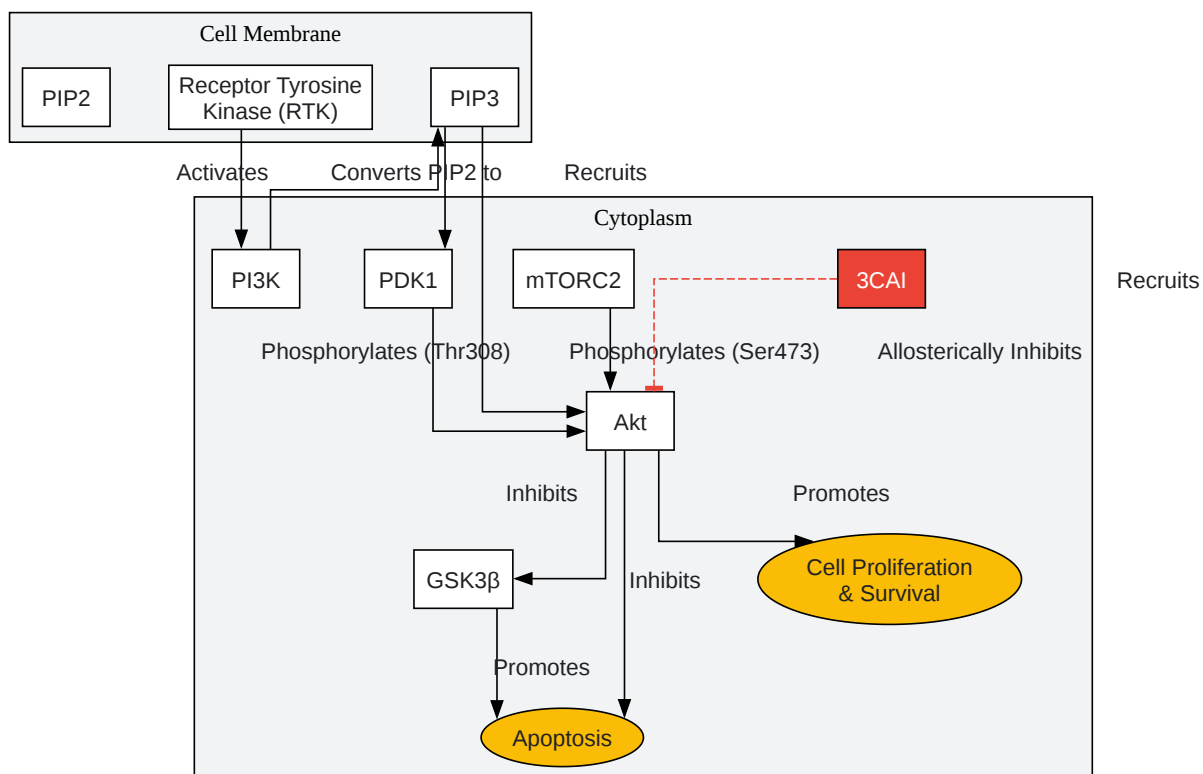 Cell Membrane
PIP2
Receptor Tyrosine
Kinase (RTK)
PIP3
Activates
Converts PIP2 to
Recruits
Cytoplasm
PI3K
PDK1
mTORC2
3CAI
Recruits
Phosphorylates (Thr308)
Phosphorylates (Ser473)
Allosterically Inhibits
Akt
Inhibits
Promotes
GSK3β
Inhibits
Cell Proliferation
& Survival
Promotes
Apoptosis